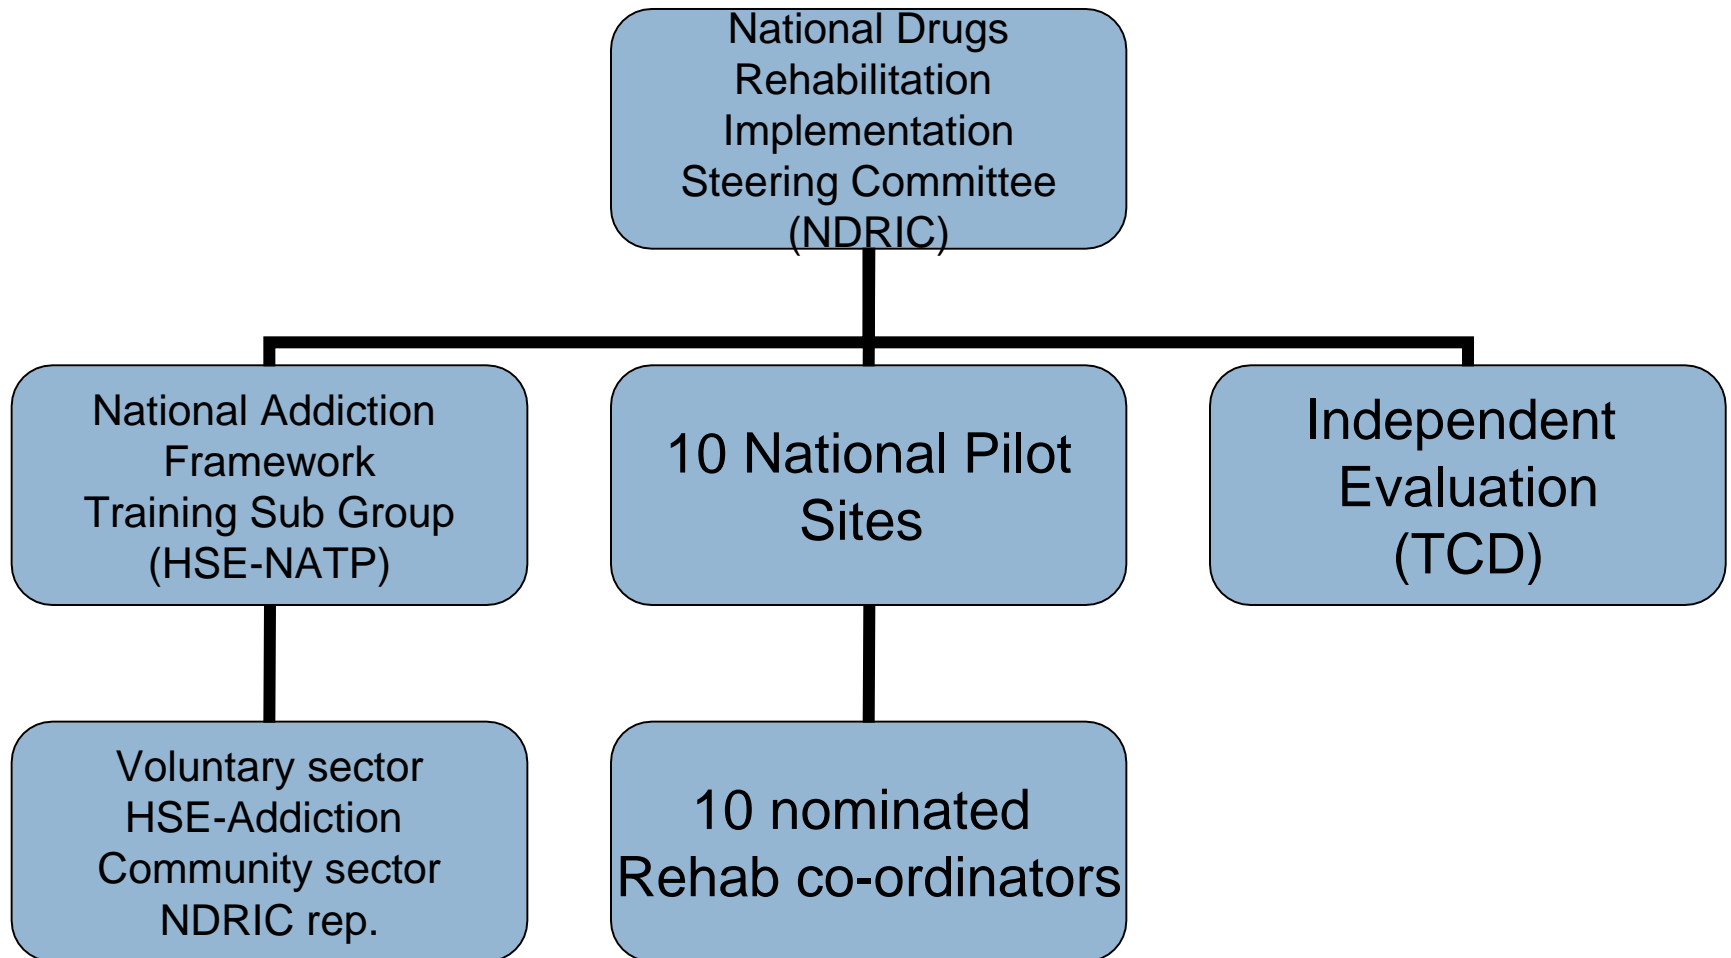 National Drugs
Rehabilitation
Implementation
Steering Committee
(NDRIC)
National Addiction
Framework
Training Sub Group
(HSE-NATP)
10 National Pilot
Sites
Independent
Evaluation
(TCD)
Voluntary sector
HSE-Addiction
Community sector
NDRIC rep.
10 nominated
Rehab co-ordinators